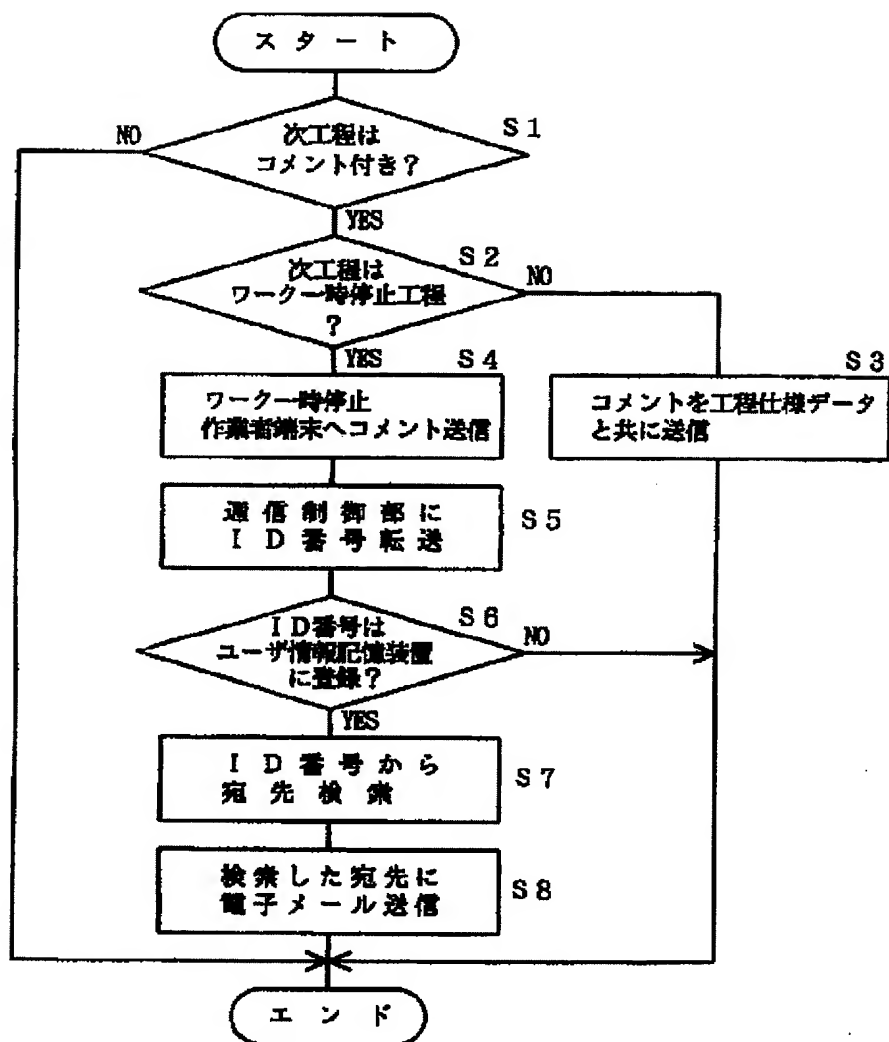 スタート
S1
NO
次工程は
コメント付き?
YES
S2
次工程は
NO
ワーク一時停止工程
?
YES
S4
S3
ワーク一時停止
作業者端末へコメント送信
コメントを工程仕様データ
と共に送信
通信制御部に
ID番号転送
S5
S6
ID番号は
NO
ユーザ情報記憶装置
に登録?
YES
ID番号から
宛先検索
S7
検索した宛先に
電子メール送信
S8
エンド